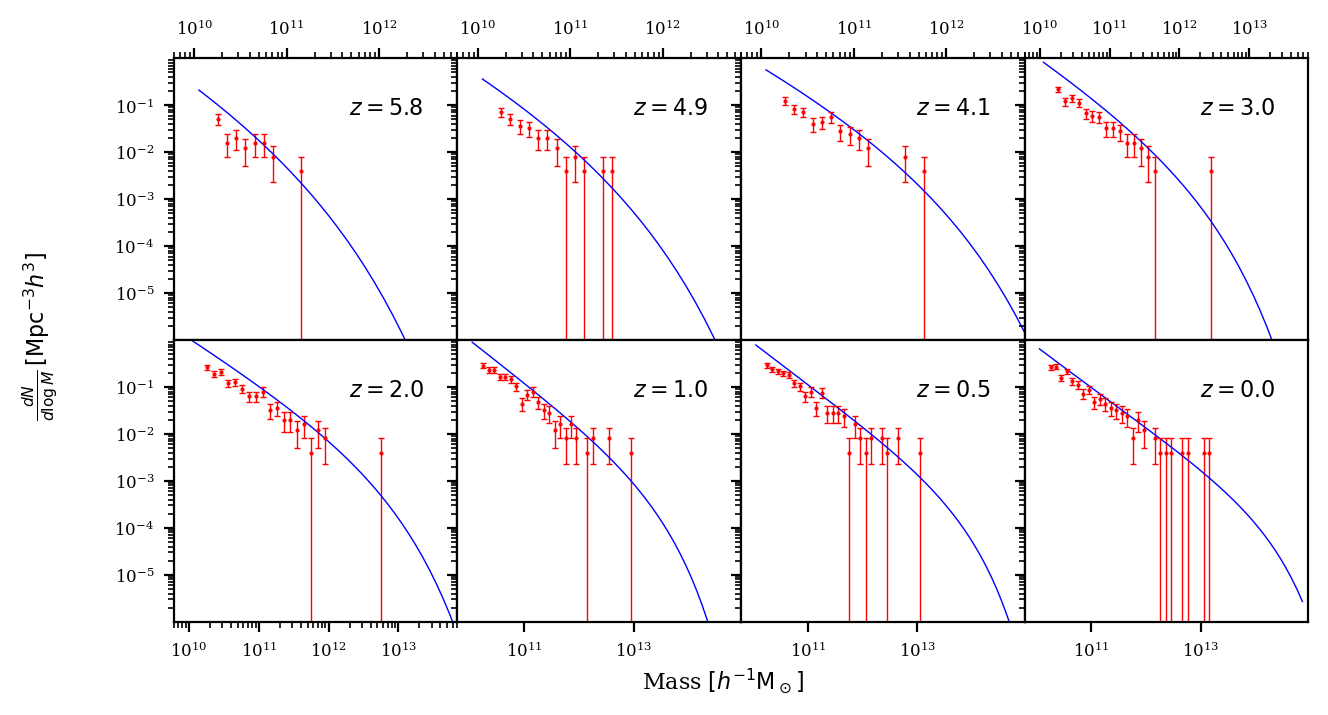 10¹⁰ 10¹¹ 10¹² 10¹⁰ 10¹¹ 10¹² 10¹⁰ 10¹¹ 10¹² 10¹⁰ 10¹¹ 10¹² 10¹³
z = 5.8 z = 4.9 z = 4.1 z = 3.0
10⁻¹
10⁻²
10⁻³
10⁻⁴
10⁻⁵
dN/dlog M [Mpc⁻³h³]
z = 2.0 z = 1.0 z = 0.5 z = 0.0
10⁻¹
10⁻²
10⁻³
10⁻⁴
10⁻⁵
10¹⁰ 10¹¹ 10¹² 10¹³ 10¹¹ 10¹³ 10¹¹ 10¹³ 10¹¹ 10¹³
Mass [h⁻¹M_⊙]